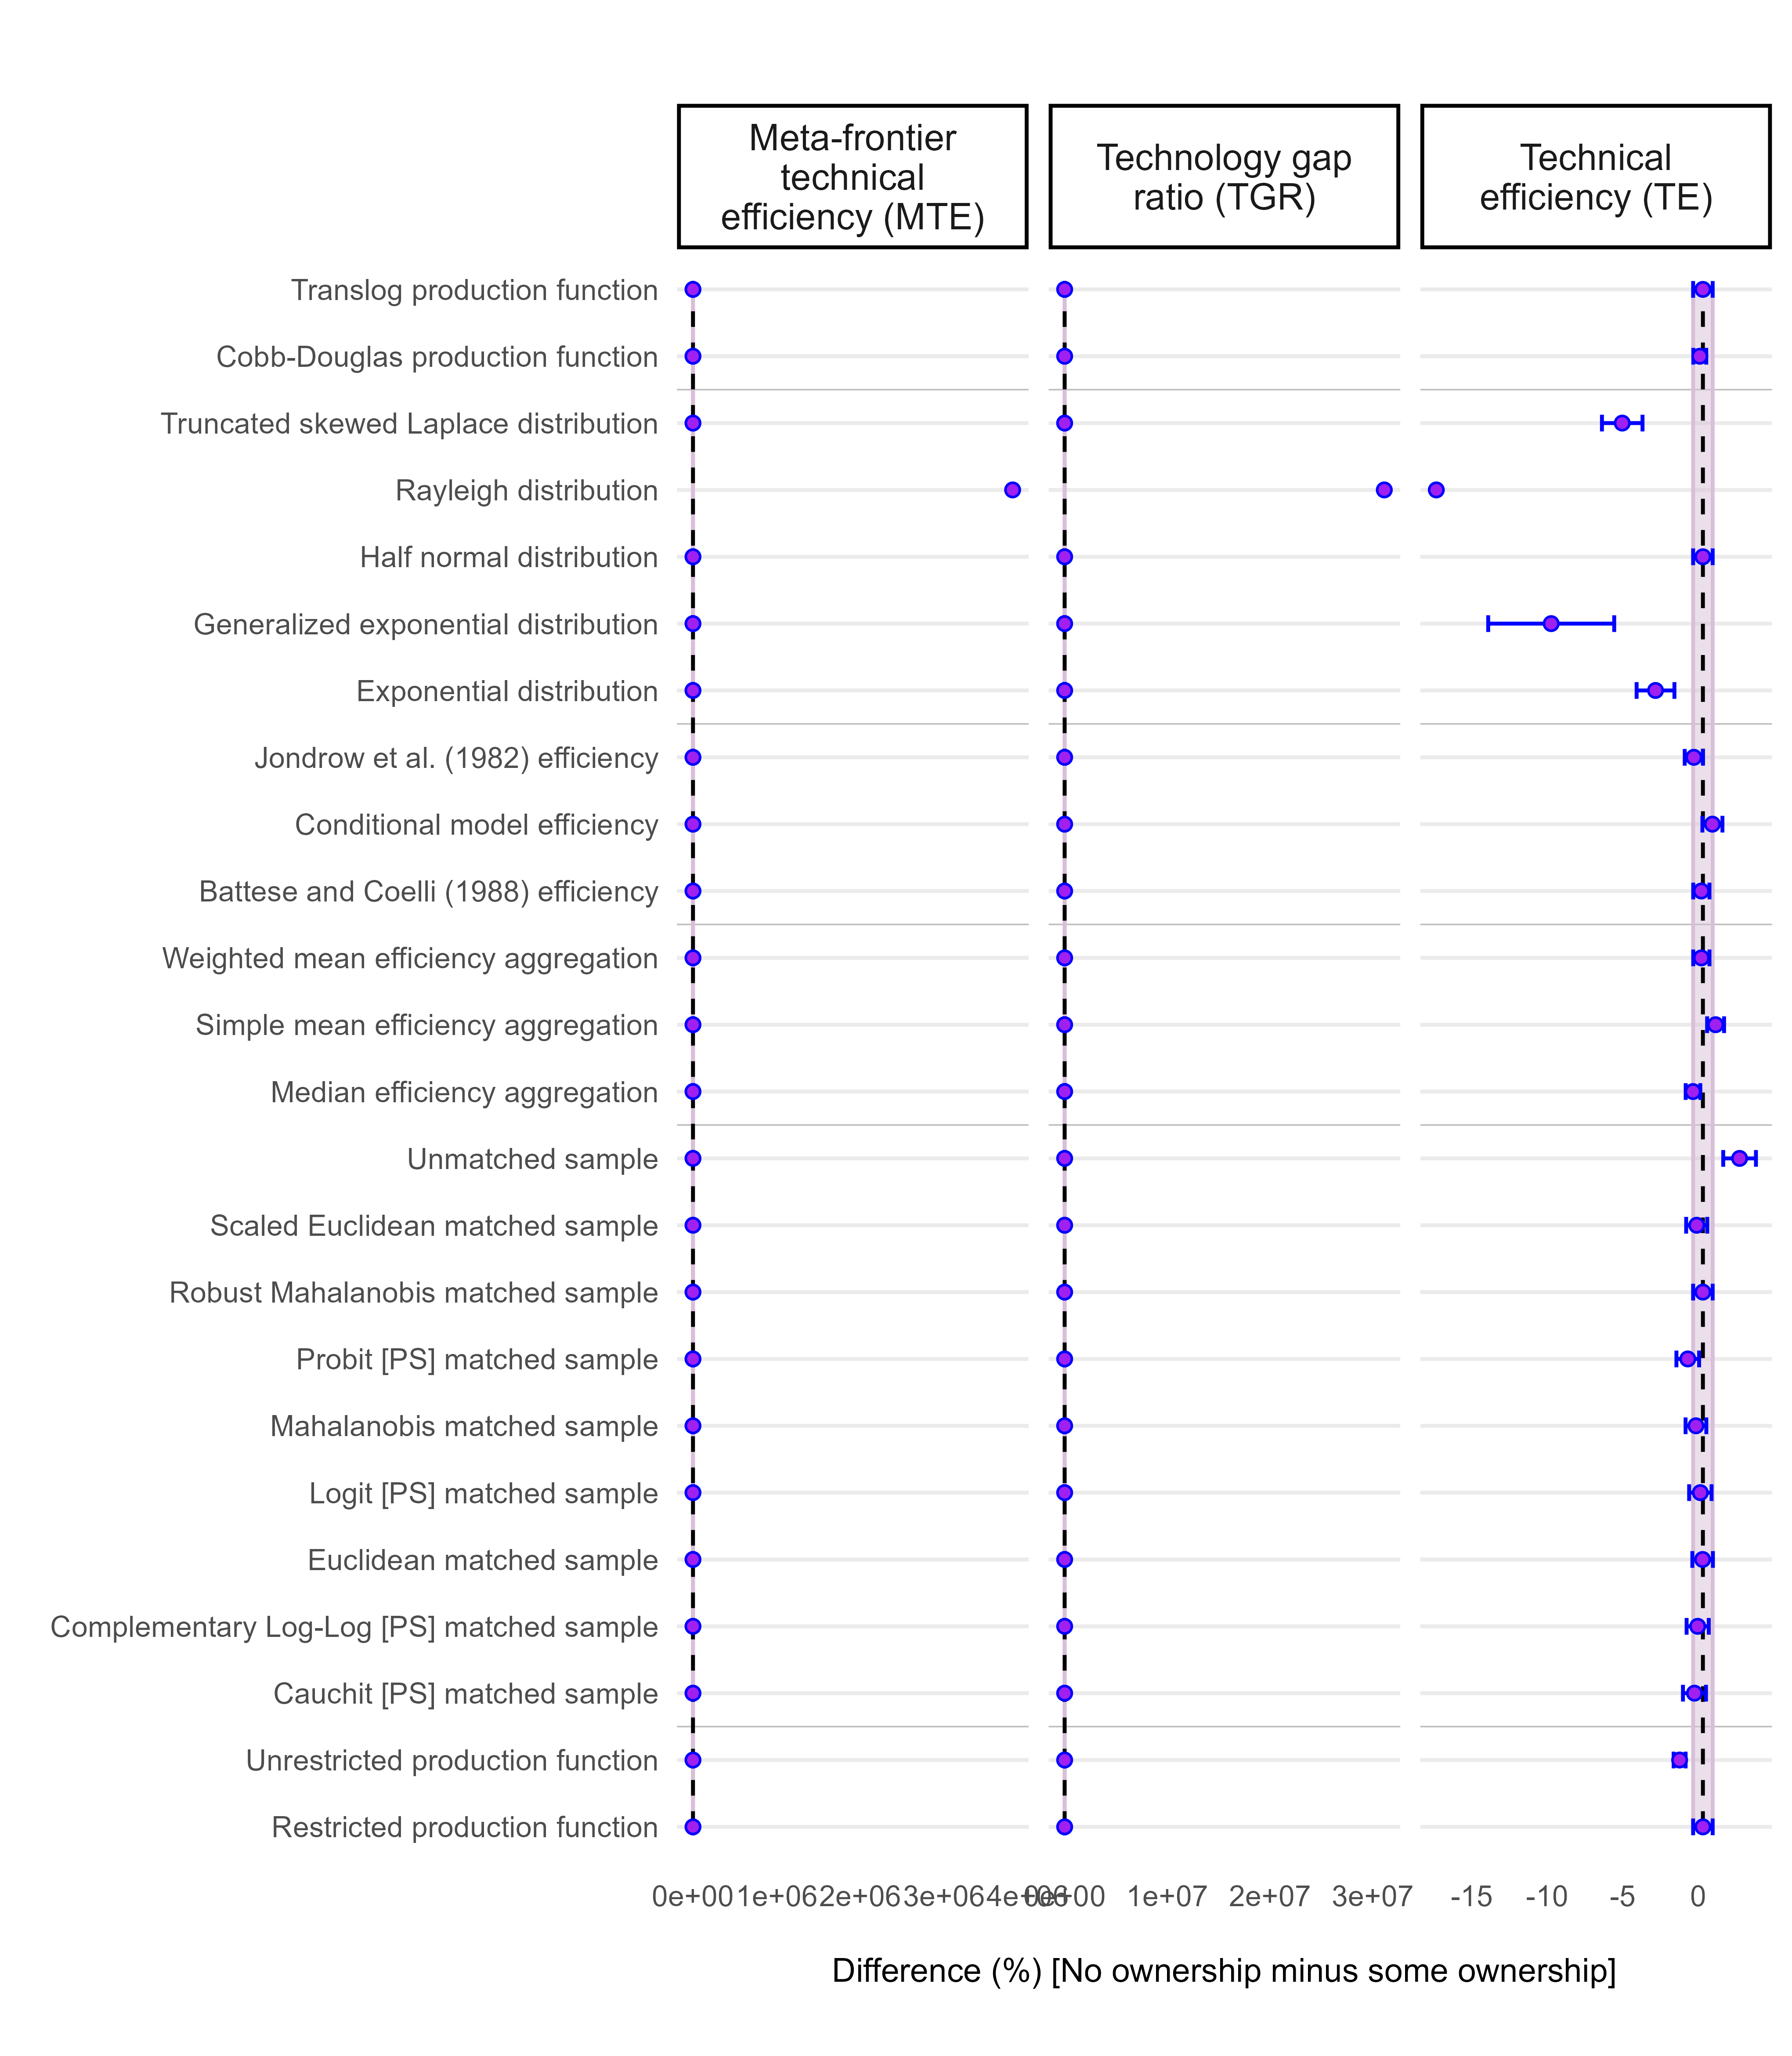 Meta-frontier
technical
efficiency (MTE)
Technology gap
ratio (TGR)
Technical
efficiency (TE)
Translog production function
Cobb-Douglas production function
Truncated skewed Laplace distribution
Rayleigh distribution
Half normal distribution
Generalized exponential distribution
Exponential distribution
Jondrow et al. (1982) efficiency
Conditional model efficiency
Battese and Coelli (1988) efficiency
Weighted mean efficiency aggregation
Simple mean efficiency aggregation
Median efficiency aggregation
Unmatched sample
Scaled Euclidean matched sample
Robust Mahalanobis matched sample
Probit [PS] matched sample
Mahalanobis matched sample
Logit [PS] matched sample
Euclidean matched sample
Complementary Log-Log [PS] matched sample
Cauchit [PS] matched sample
Unrestricted production function
Restricted production function
0e+00 1e+06 2e+06 3e+06 4e+06 0e+00 1e+07 2e+07 3e+07 -15 -10 -5 0
Difference (%) [No ownership minus some ownership]